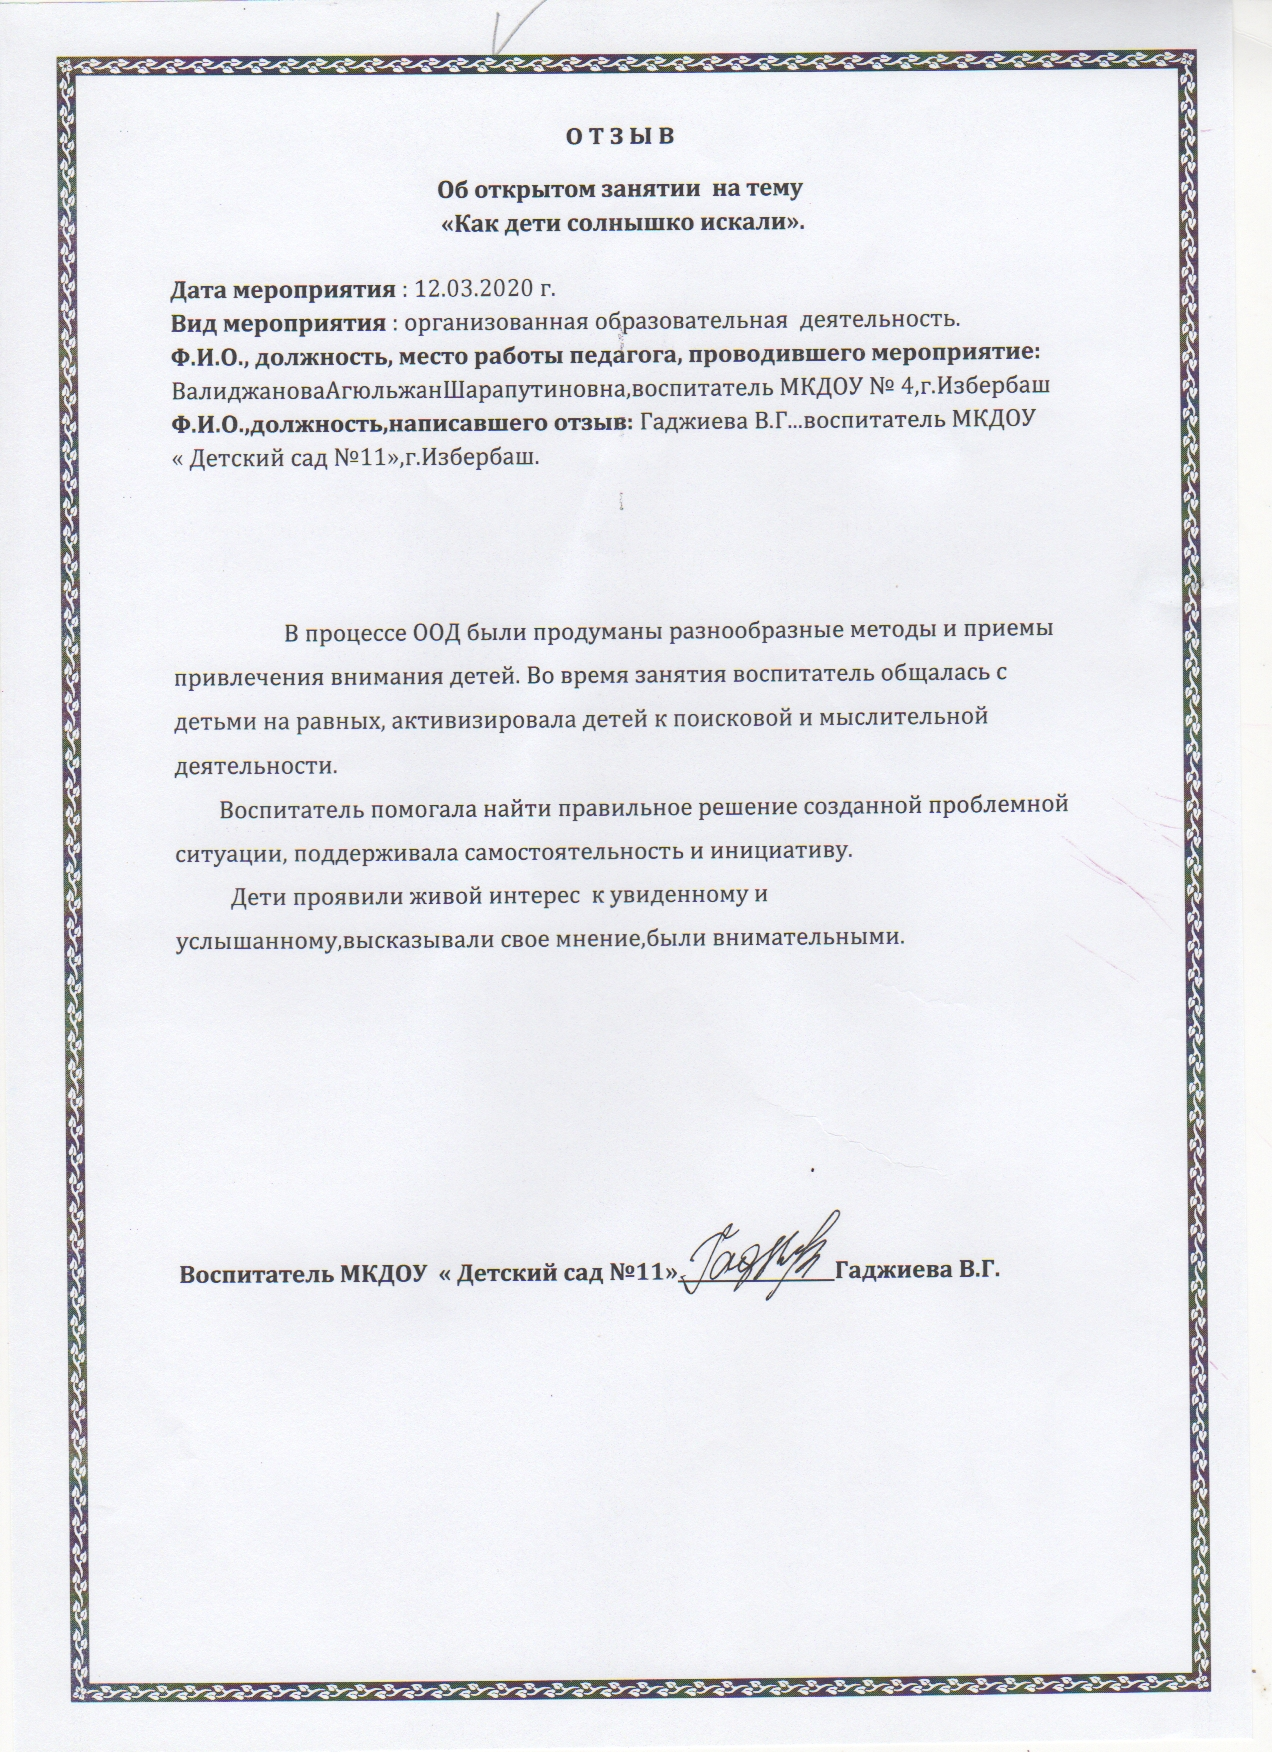 О Т З Ы В
Об открытом занятии  на тему
«Как дети солнышко искали».
Дата мероприятия : 12.03.2020 г.
Вид мероприятия : организованная образовательная  деятельность.
Ф.И.О., должность, место работы педагога, проводившего мероприятие:
ВалиджановаАгюльжанШарапутиновна,воспитатель МКДОУ № 4,г.Избербаш
Ф.И.О.,должность,написавшего отзыв: Гаджиева В.Г...воспитатель МКДОУ
« Детский сад №11»,г.Избербаш.
В процессе ООД были продуманы разнообразные методы и приемы
привлечения внимания детей. Во время занятия воспитатель общалась с
детьми на равных, активизировала детей к поисковой и мыслительной
деятельности.
Воспитатель помогала найти правильное решение созданной проблемной
ситуации, поддерживала самостоятельность и инициативу.
Дети проявили живой интерес  к увиденному и
услышанному,высказывали свое мнение,были внимательными.
Воспитатель МКДОУ  « Детский сад №11»____________Гаджиева В.Г.